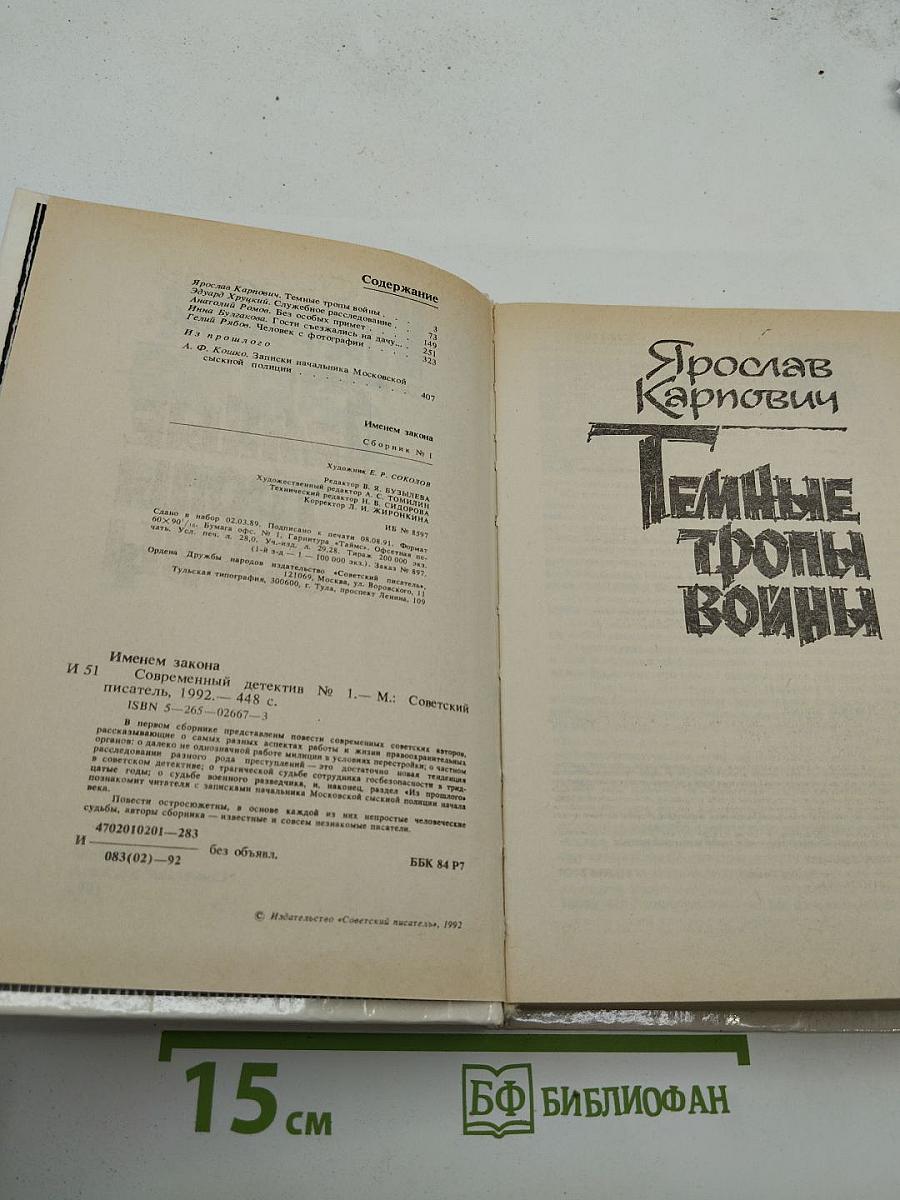 Содержание
Ярослав Карпович. Темные тропы войны . . . 3
Эдуард Хруцкий. Служебное расследование . . 73
Анатолий Ромов. Без особых примет . . . . 149
Инна Булгакова. Гости съезжались на дачу... . 251
Гелий Рябов. Человек с фотографии . . . . 323
Из прошлого
А. Ф. Кошко. Записки начальника Московской
сыскной полиции . . . . . . . . . . 407
Именем закона
Сборник № 1
Художник Е. Р. СОКОЛОВ
Редактор В. Я. БУЗЫЛЕВА
Художественный редактор А. С. ТОМИЛИН
Технический редактор Н. В. СИДОРОВА
Корректор Л. И. ЖИРОНКИНА
ИБ № 8597
Сдано в набор 02.03.89. Подписано к печати 08.08.91. Формат
60×90 1/16. Бумага офс. № 1. Гарнитура «Таймс». Офсетная пе-
чать. Усл. печ. л. 28,0. Уч.-изд. л. 29,28. Тираж 200 000 экз.
(1-й з-д — 1 — 100 000 экз.). Заказ № 897.
Ордена Дружбы народов издательство «Советский писатель»,
121069, Москва, ул. Воровского, 11
Тульская типография, 300600, г. Тула, проспект Ленина, 109
Именем закона
И 51 Современный детектив № 1.— М.: Советский
писатель, 1992.— 448 с.
ISBN 5—265—02667—3
В первом сборнике представлены повести современных советских авторов,
рассказывающие о самых разных аспектах работы и жизни правоохранительных
органов: о далеко не однозначной работе милиции в условиях перестройки; о частном
расследовании разного рода преступлений — это достаточно новая тенденция
в советском детективе; о трагической судьбе сотрудника госбезопасности в трид-
цатые годы; о судьбе военного разведчика, и, наконец, раздел «Из прошлого»
познакомит читателя с записками начальника Московской сыскной полиции начала
века.
Повести остросюжетны, в основе каждой из них непростые человеческие
судьбы, авторы сборника — известные и совсем незнакомые писатели.
4702010201—283
И без объявл.
083(02)—92
ББК 84 Р7
© Издательство «Советский писатель», 1992
Ярослав
Карпович
Темные
тропы
войны
15 см
БФ БИБЛИОФАН